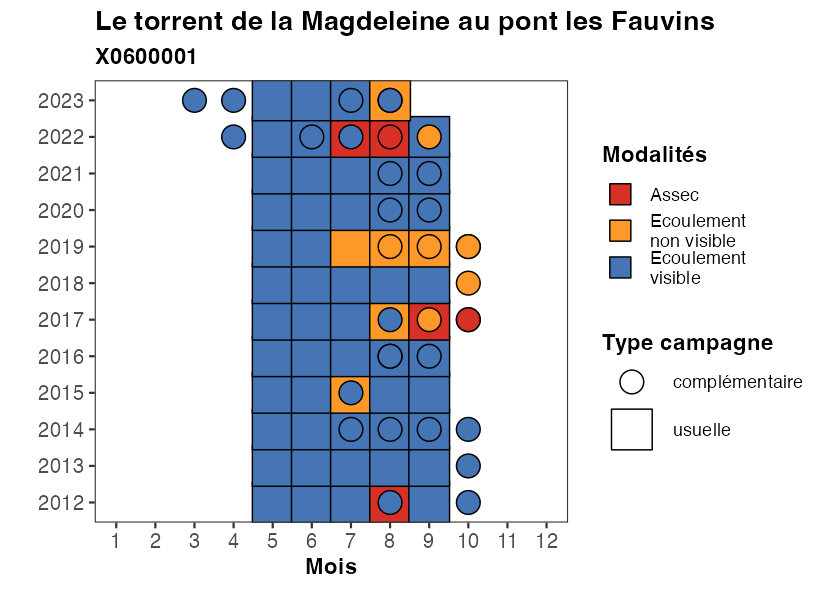 Le torrent de la Magdeleine au pont les Fauvins
X0600001
2023
2022
2021
2020
2019
2018
2017
2016
2015
2014
2013
2012
1 2 3 4 5 6 7 8 9 10 11 12
Mois
Modalités
Assec
Ecoulement
non visible
Ecoulement
visible
Type campagne
complémentaire
usuelle